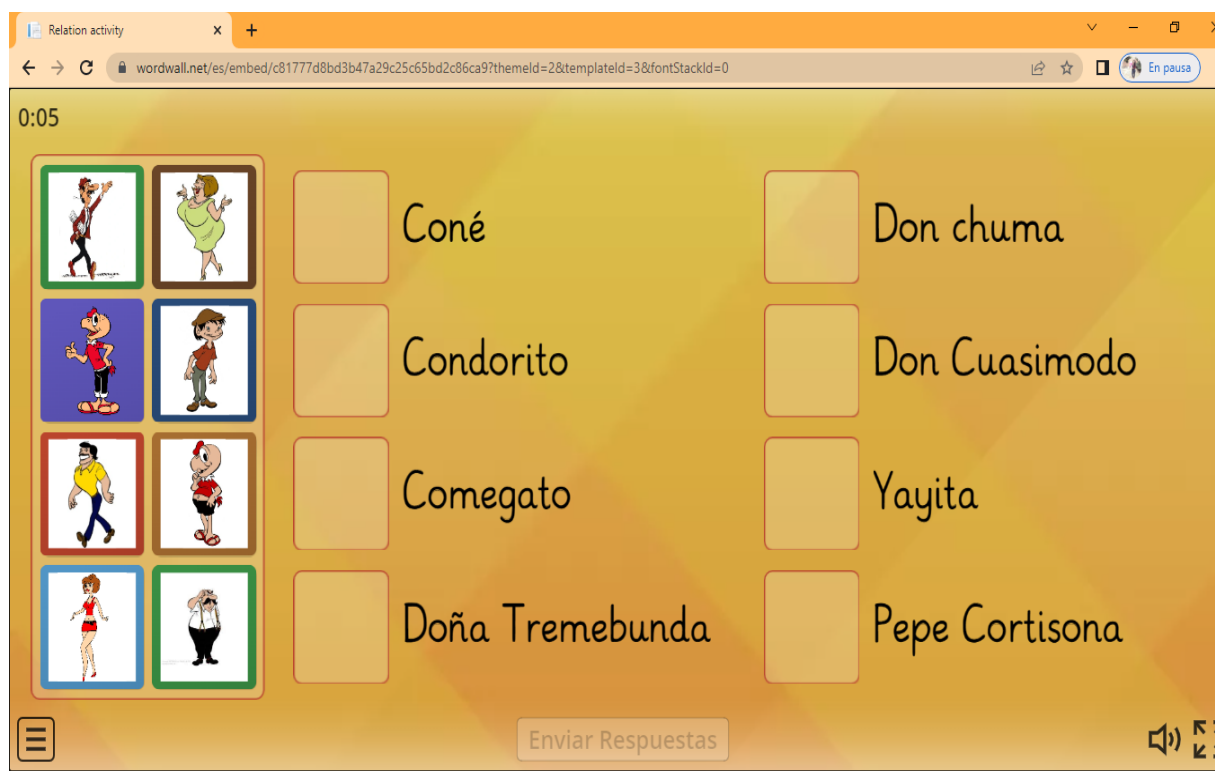 Relation activity
wordwall.net/es/embed/c81777d8bd3b47a29c25c65bd2c86ca9?themeId=2&templateId=3&fontStackId=0
En pausa
0:05
Coné
Don chuma
Condorito
Don Cuasimodo
Comegato
Yayita
Doña Tremebunda
Pepe Cortisona
Enviar Respuestas